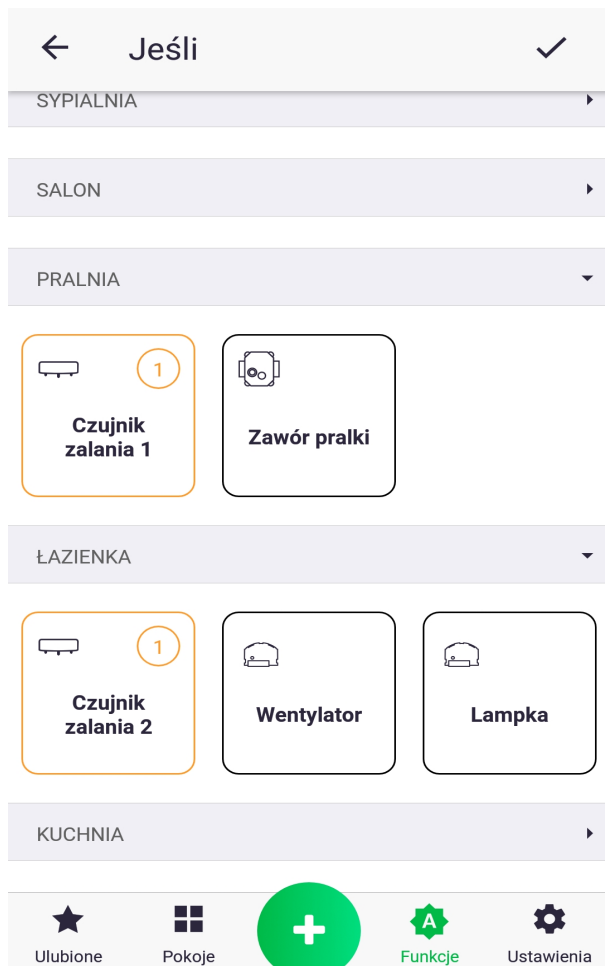 Jeśli
SYPIALNIA
SALON
PRALNIA
1
Czujnik
zalania 1
Zawór pralki
ŁAZIENKA
1
Czujnik
zalania 2
Wentylator
Lampka
KUCHNIA
A
Ulubione
Pokoje
Funkcje
Ustawienia